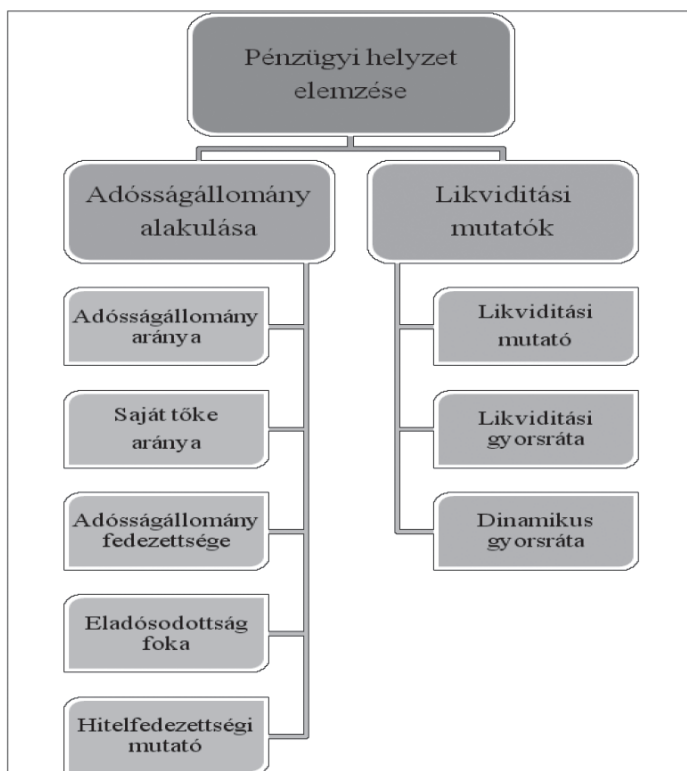 Pénzügyi helyzet
elemzése
Adósságállomány
alakulása
Adósságállomány
aránya
Saját tőke
aránya
Adósságállomány
fedezettsége
Eladósodottság
foka
Hitelfedezettségi
mutató
Likviditási
mutatók
Likviditási
mutató
Likviditási
gyorsráta
Dinamikus
gyorsráta